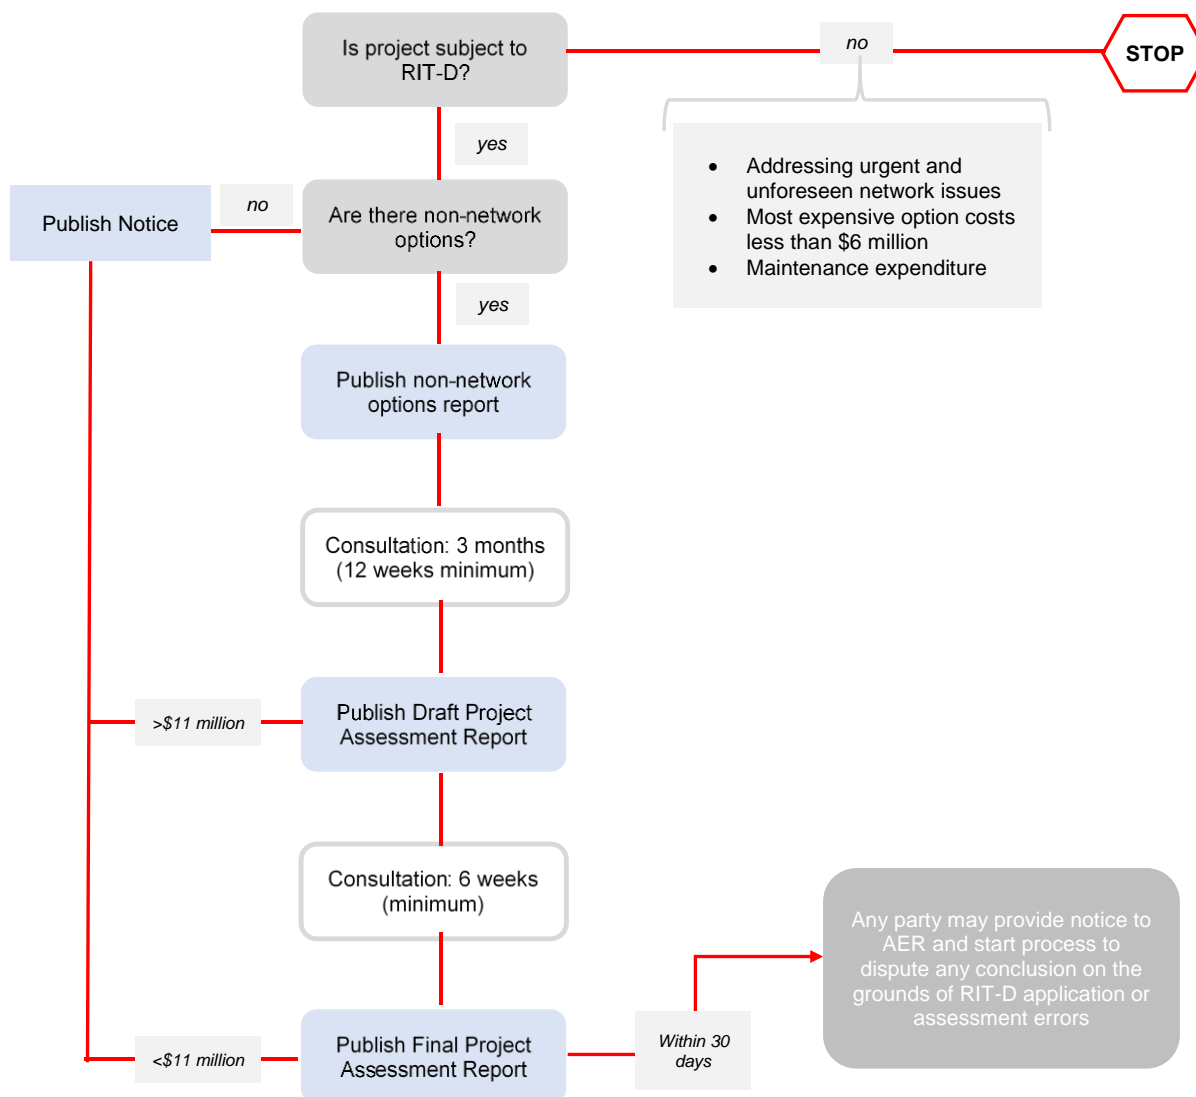 Is project subject to
RIT-D?
no
STOP
yes
• Addressing urgent and
unforeseen network issues
• Most expensive option costs
less than $6 million
• Maintenance expenditure
Publish Notice
no
Are there non-network
options?
yes
Publish non-network
options report
Consultation: 3 months
(12 weeks minimum)
>$11 million
Publish Draft Project
Assessment Report
Consultation: 6 weeks
(minimum)
Any party may provide notice to
AER and start process to
dispute any conclusion on the
grounds of RIT-D application or
assessment errors
<$11 million
Publish Final Project
Assessment Report
Within 30
days